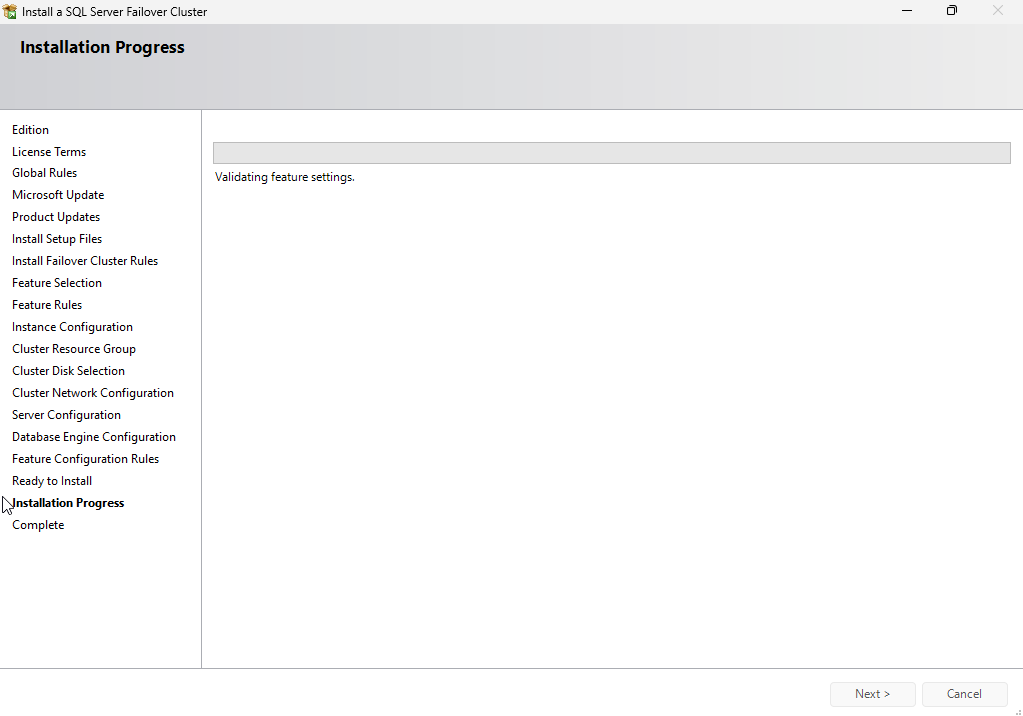 Install a SQL Server Failover Cluster
Installation Progress
Edition
License Terms
Global Rules
Microsoft Update
Product Updates
Install Setup Files
Install Failover Cluster Rules
Feature Selection
Feature Rules
Instance Configuration
Cluster Resource Group
Cluster Disk Selection
Cluster Network Configuration
Server Configuration
Database Engine Configuration
Feature Configuration Rules
Ready to Install
Installation Progress
Complete
Validating feature settings.
Next >
Cancel